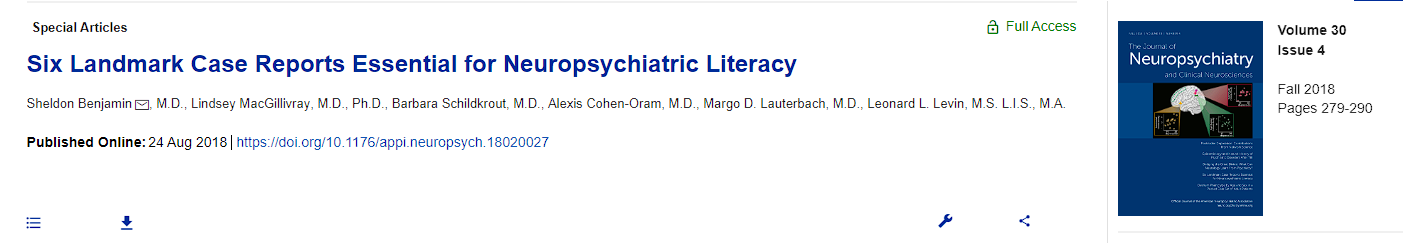 Special Articles
Full Access
Six Landmark Case Reports Essential for Neuropsychiatric Literacy
Sheldon Benjamin, M.D., Lindsey MacGillivray, M.D., Ph.D., Barbara Schildkrout, M.D., Alexis Cohen-Oram, M.D., Margo D. Lauterbach, M.D., Leonard L. Levin, M.S. L.I.S., M.A.
Published Online: 24 Aug 2018 | https://doi.org/10.1176/appi.neuropsych.18020027
The Journal of
Neuropsychiatry
and Clinical Neurosciences
Volume 30
Issue 4
Fall 2018
Pages 279-290